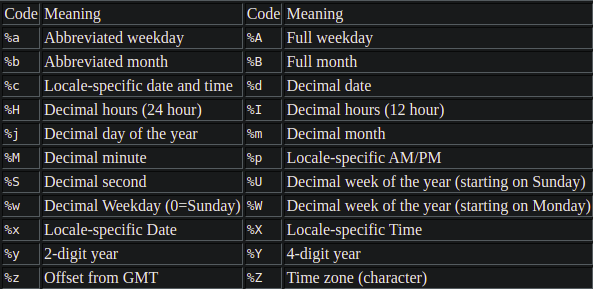 Code Meaning Code Meaning
%a Abbreviated weekday %A Full weekday
%b Abbreviated month %B Full month
%c Locale-specific date and time %d Decimal date
%H Decimal hours (24 hour) %I Decimal hours (12 hour)
%j Decimal day of the year %m Decimal month
%M Decimal minute %p Locale-specific AM/PM
%S Decimal second %U Decimal week of the year (starting on Sunday)
%w Decimal Weekday (0=Sunday) %W Decimal week of the year (starting on Monday)
%x Locale-specific Date %X Locale-specific Time
%y 2-digit year %Y 4-digit year
%z Offset from GMT %Z Time zone (character)